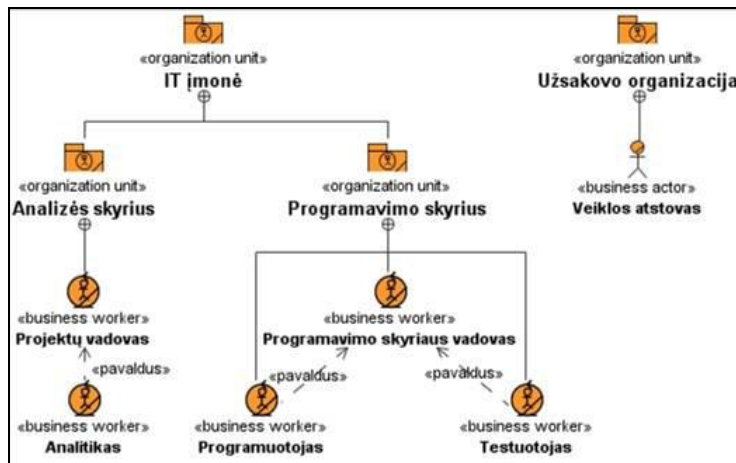 «organization unit»
IT įmonė
«organization unit»
Užsakovo organizacija
«organization unit»
Analizės skyrius
«organization unit»
Programavimo skyrius
«business actor»
Veiklos atstovas
«business worker»
Projektų vadovas
«business worker»
Programavimo skyriaus vadovas
«pavaldus»
«pavaldus»
«pavaldus»
«business worker»
Analitikas
«business worker»
Programuotojas
«business worker»
Testuotojas